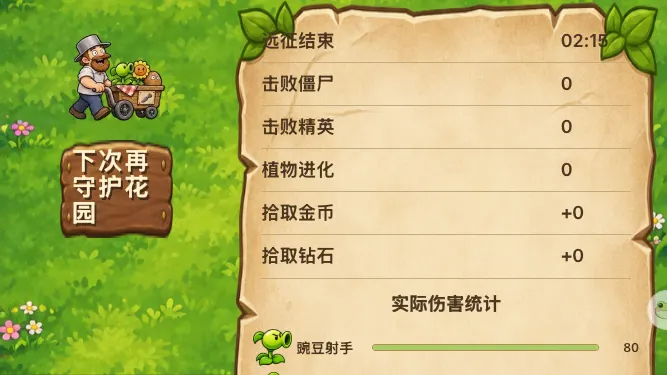 远征结束 02:15
击败僵尸 0
击败精英 0
植物进化 0
拾取金币 +0
拾取钻石 +0
实际伤害统计
豌豆射手 80
下次再
守护花
园